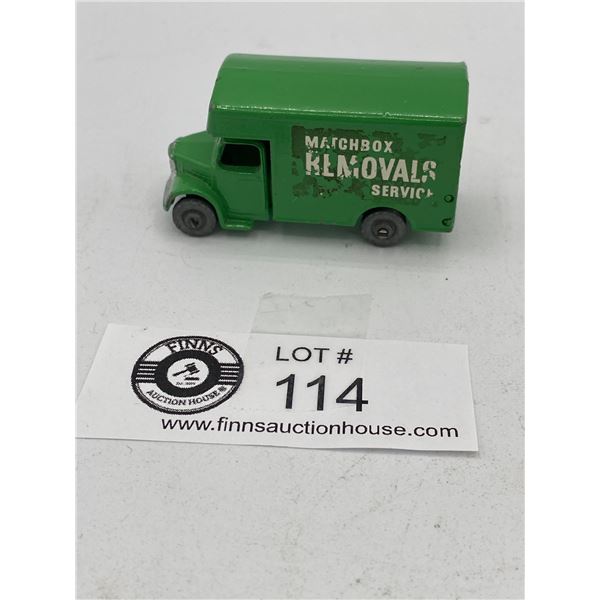 MATCHBOX
REMOVALS
SERVICE
FINNS
AUCTION HOUSE
LOT #
114
www.finnsauctionhouse.com